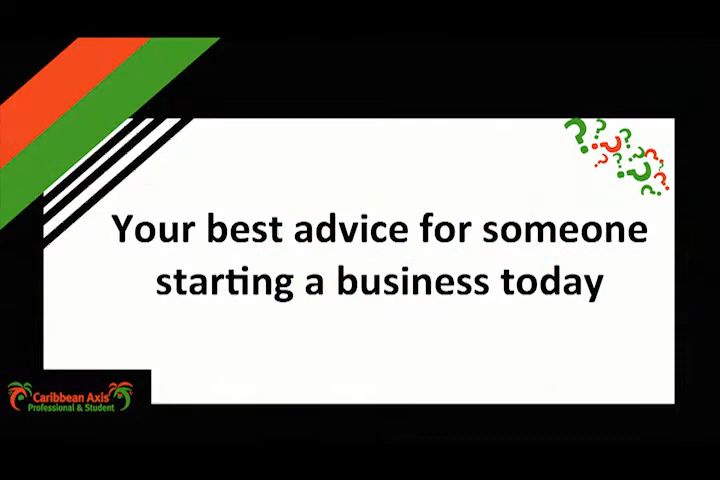 Your best advice for someone
starting a business today
Caribbean Axis
Professional & Student